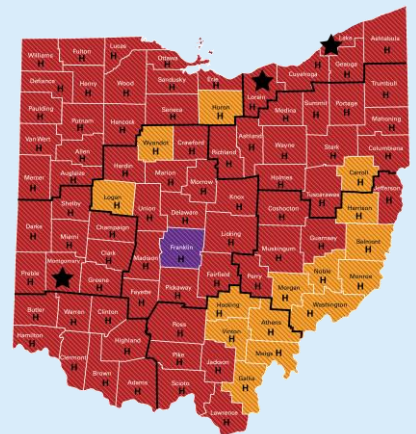 Williams
H
Fulton
H
Lucas
H
Ottawa
H
Lake
H
Ashtabula
H
Defiance
H
Henry
H
Wood
H
Sandusky
H
Erie
H
Lorain
H
Cuyahoga
H
Geauga
H
Trumbull
H
Paulding
H
Putnam
H
Hancock
H
Seneca
H
Huron
H
Medina
H
Summit
H
Portage
H
Mahoning
H
Van Wert
H
Allen
H
Wyandot
H
Crawford
H
Richland
H
Ashland
H
Wayne
H
Stark
H
Columbiana
H
Mercer
H
Auglaize
H
Hardin
H
Marion
H
Morrow
H
Holmes
H
Carroll
H
Tuscarawas
H
Jefferson
H
Shelby
H
Logan
H
Union
H
Delaware
H
Knox
H
Coshocton
H
Harrison
H
Darke
H
Miami
H
Champaign
H
Clark
H
Madison
H
Franklin
H
Licking
H
Muskingum
H
Guernsey
H
Belmont
H
Preble
H
Montgomery
Greene
H
Fayette
H
Pickaway
H
Fairfield
H
Perry
H
Morgan
H
Noble
H
Monroe
H
Butler
H
Warren
H
Clinton
H
Ross
H
Hocking
H
Athens
H
Washington
H
Hamilton
H
Clermont
H
Highland
H
Pike
H
Vinton
H
Meigs H
Brown
H
Adams
H
Scioto
H
Jackson
H
Gallia
H
Lawrence
H